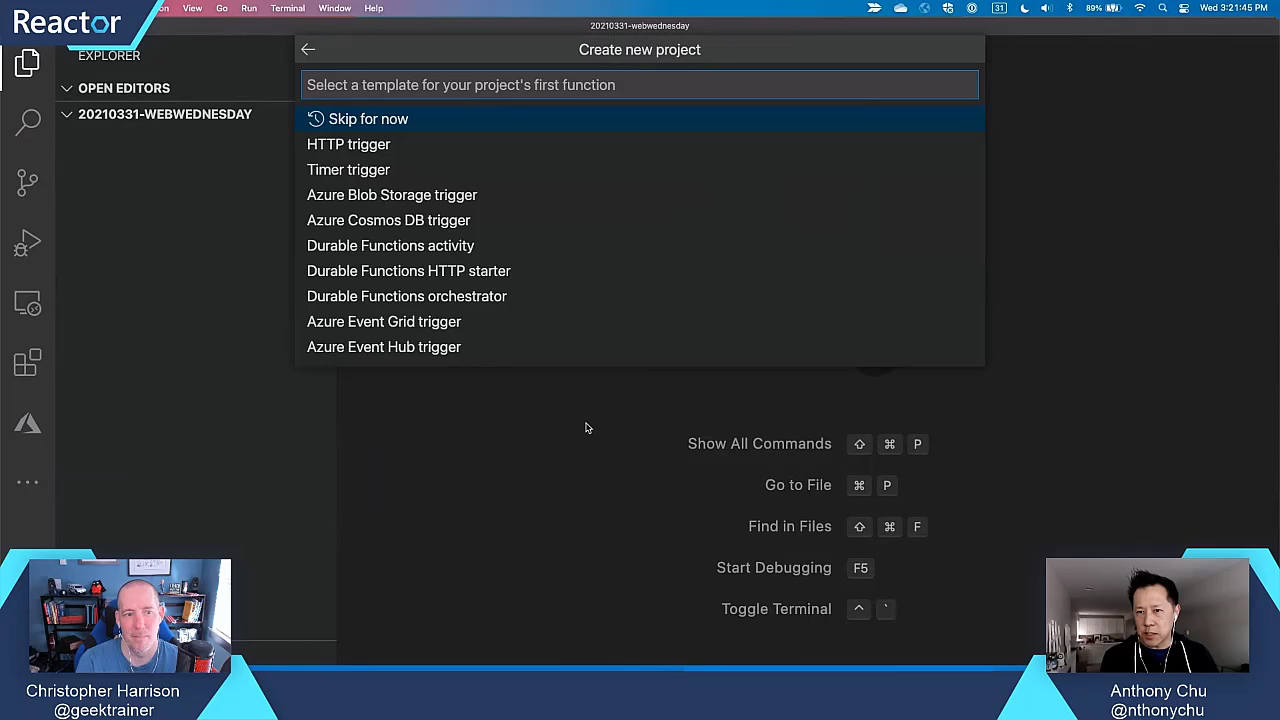 Reactor
on View Go Run Terminal Window Help
31 89% Wed 3:21:45 PM
20210331-webwednesday
EXPLORER
OPEN EDITORS
20210331-WEBWEDNESDAY
Create new project
Select a template for your project's first function
Skip for now
HTTP trigger
Timer trigger
Azure Blob Storage trigger
Azure Cosmos DB trigger
Durable Functions activity
Durable Functions HTTP starter
Durable Functions orchestrator
Azure Event Grid trigger
Azure Event Hub trigger
Show All Commands ⇧ ⌘ P
Go to File ⌘ P
Find in Files ⇧ ⌘ F
Start Debugging F5
Toggle Terminal ^ `
Christopher Harrison
@geektrainer
Anthony Chu
@nthonychu